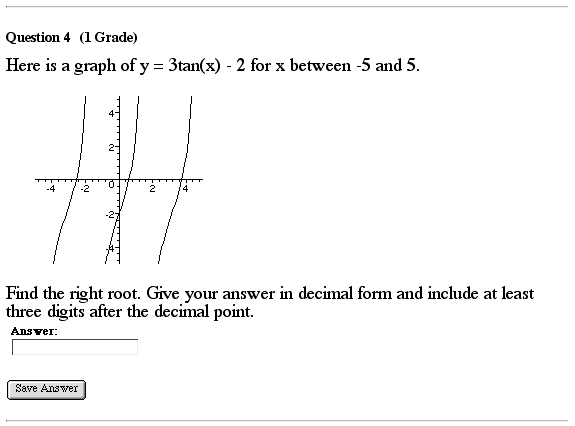 Question 4 (1 Grade)
Here is a graph of y = 3tan(x) - 2 for x between -5 and 5.
4
2
-4 -2 0 2 4
-2
-4
Find the right root. Give your answer in decimal form and include at least
three digits after the decimal point.
Answer:
Save Answer